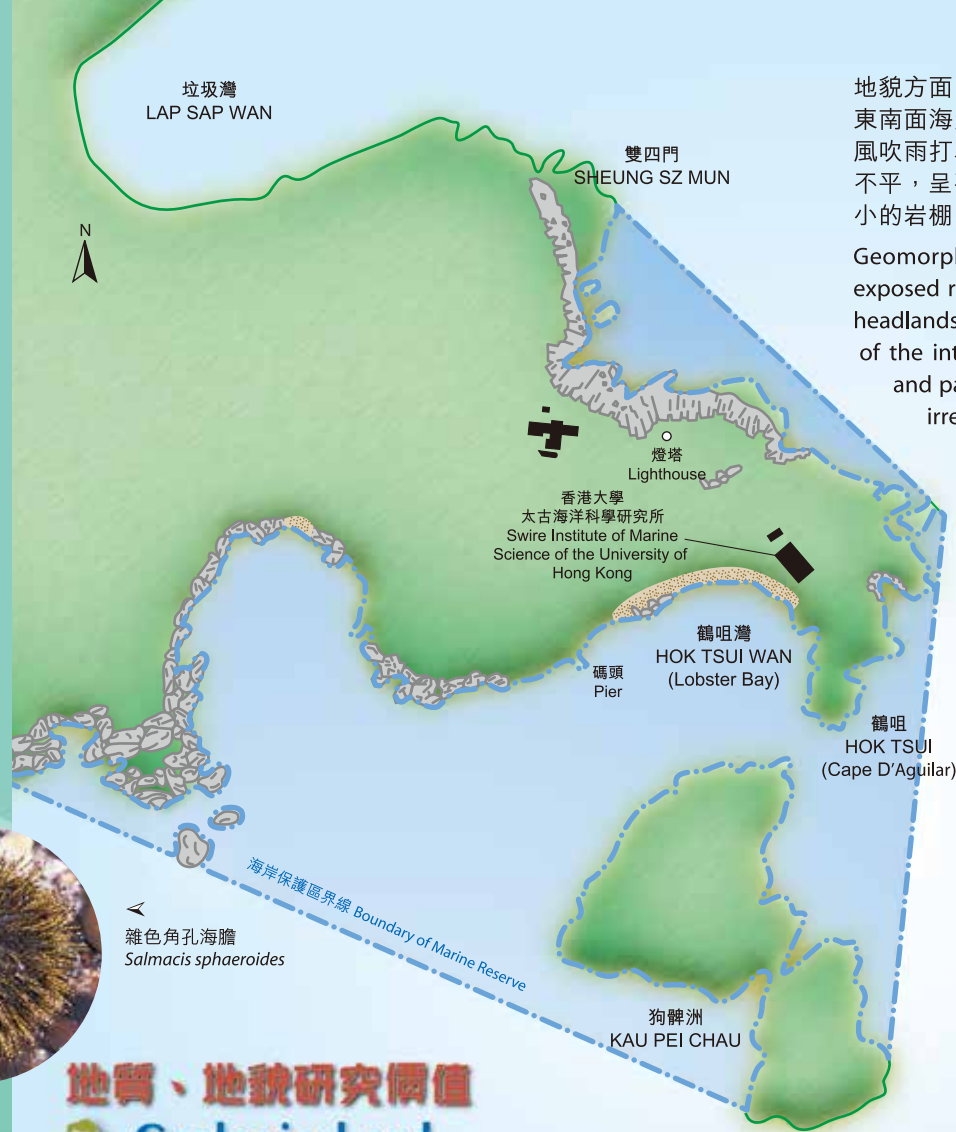 垃圾灣
LAP SAP WAN
雙四門
SHEUNG SZ MUN
N
地貌方面
東南面海
風吹雨打
不平，呈
小的岩棚
Geomorph
exposed r
headlands
of the int
and pa
irre
燈塔
Lighthouse
香港大學
太古海洋科學研究所
Swire Institute of Marine
Science of the University of
Hong Kong
鶴咀灣
HOK TSUI WAN
(Lobster Bay)
碼頭
Pier
鶴咀
HOK TSUI
(Cape D'Aguilar)
海岸保護區界線 Boundary of Marine Reserve
雜色角孔海膽
Salmacis sphaeroides
狗髀洲
KAU PEI CHAU
地質、地貌研究價值